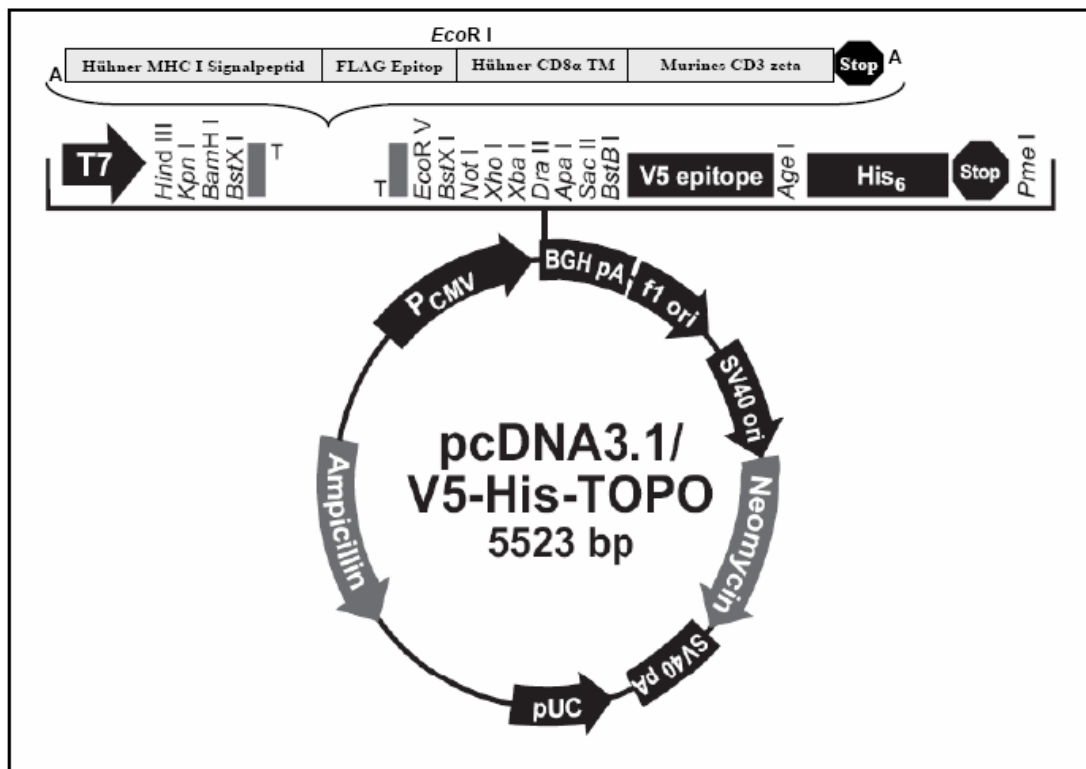 EcoR I
A Hühner MHC I Signalpeptid FLAG Epitop Hühner CD8α TM Murines CD3 zeta Stop A
T7
Hind III
Kpn I
BamH I
BstX I
T
T
EcoR V
BstX I
Not I
Xho I
Xba I
Dra II
Apa I
Sac II
BstB I
V5 epitope
Age I
His6
Stop
Pme I
PCMV
BGH pA
f1 ori
SV40 ori
Neomycin
SV40 pA
pUC
Ampicillin
pcDNA3.1/
V5-His-TOPO
5523 bp